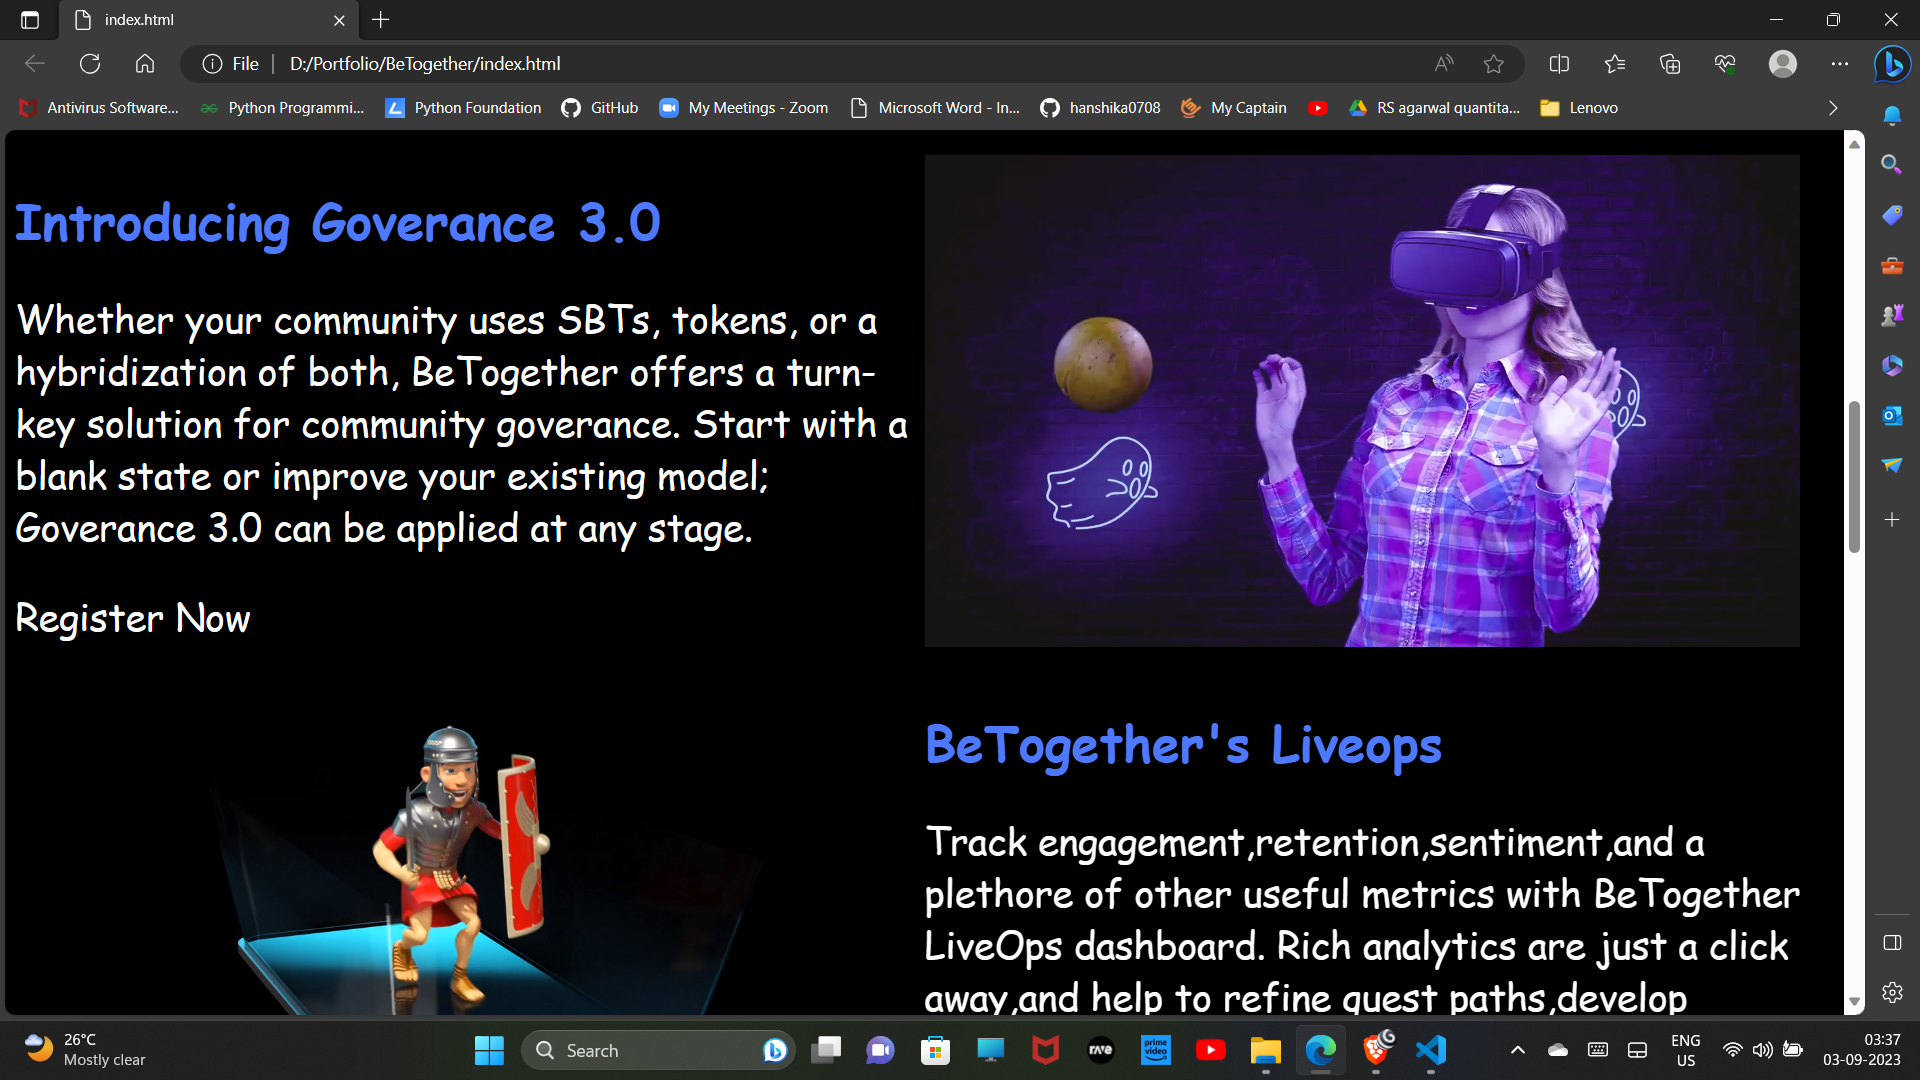 index.html
File
D:/Portfolio/BeTogether/index.html
Antivirus Software...
Python Programmi...
Python Foundation
GitHub
My Meetings - Zoom
Microsoft Word - In...
hanshika0708
My Captain
RS agarwal quantita...
Lenovo
Introducing Goverance 3.0
Whether your community uses SBTs, tokens, or a
hybridization of both, BeTogether offers a turn-
key solution for community goverance. Start with a
blank state or improve your existing model;
Goverance 3.0 can be applied at any stage.
Register Now
BeTogether's Liveops
Track engagement,retention,sentiment,and a
plethore of other useful metrics with BeTogether
LiveOps dashboard. Rich analytics are just a click
away,and help to refine quest paths,develop
26°C
Mostly clear
Search
rave
prime
video
ENG
US
03:37
03-09-2023